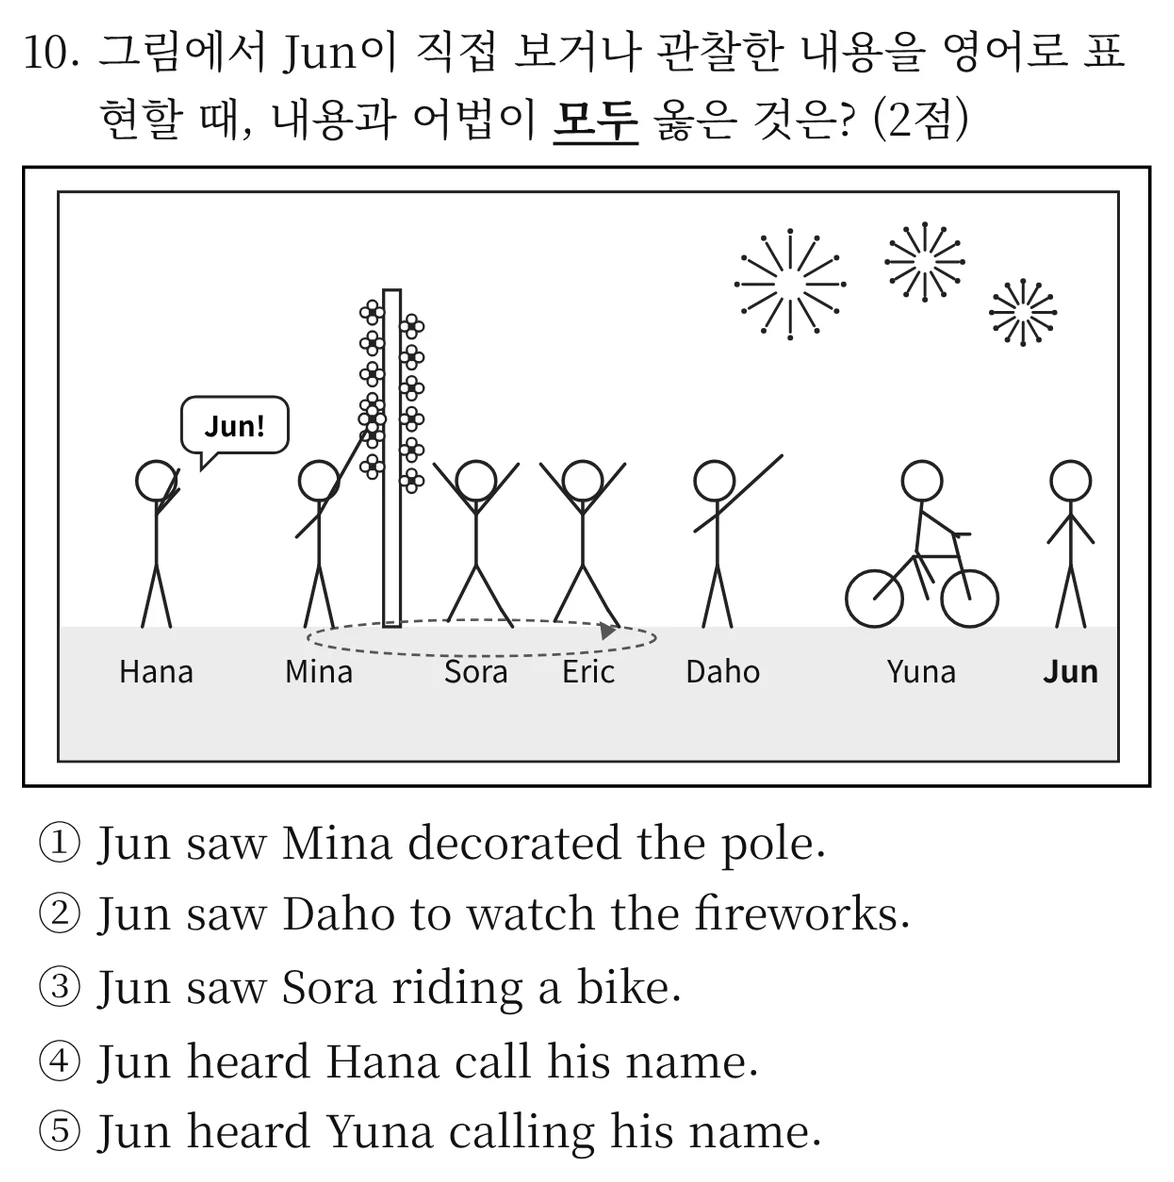 10. 그림에서 Jun이 직접 보거나 관찰한 내용을 영어로 표
현할 때, 내용과 어법이 모두 옳은 것은? (2점)
Jun!
Hana Mina Sora Eric Daho Yuna Jun
① Jun saw Mina decorated the pole.
② Jun saw Daho to watch the fireworks.
③ Jun saw Sora riding a bike.
④ Jun heard Hana call his name.
⑤ Jun heard Yuna calling his name.